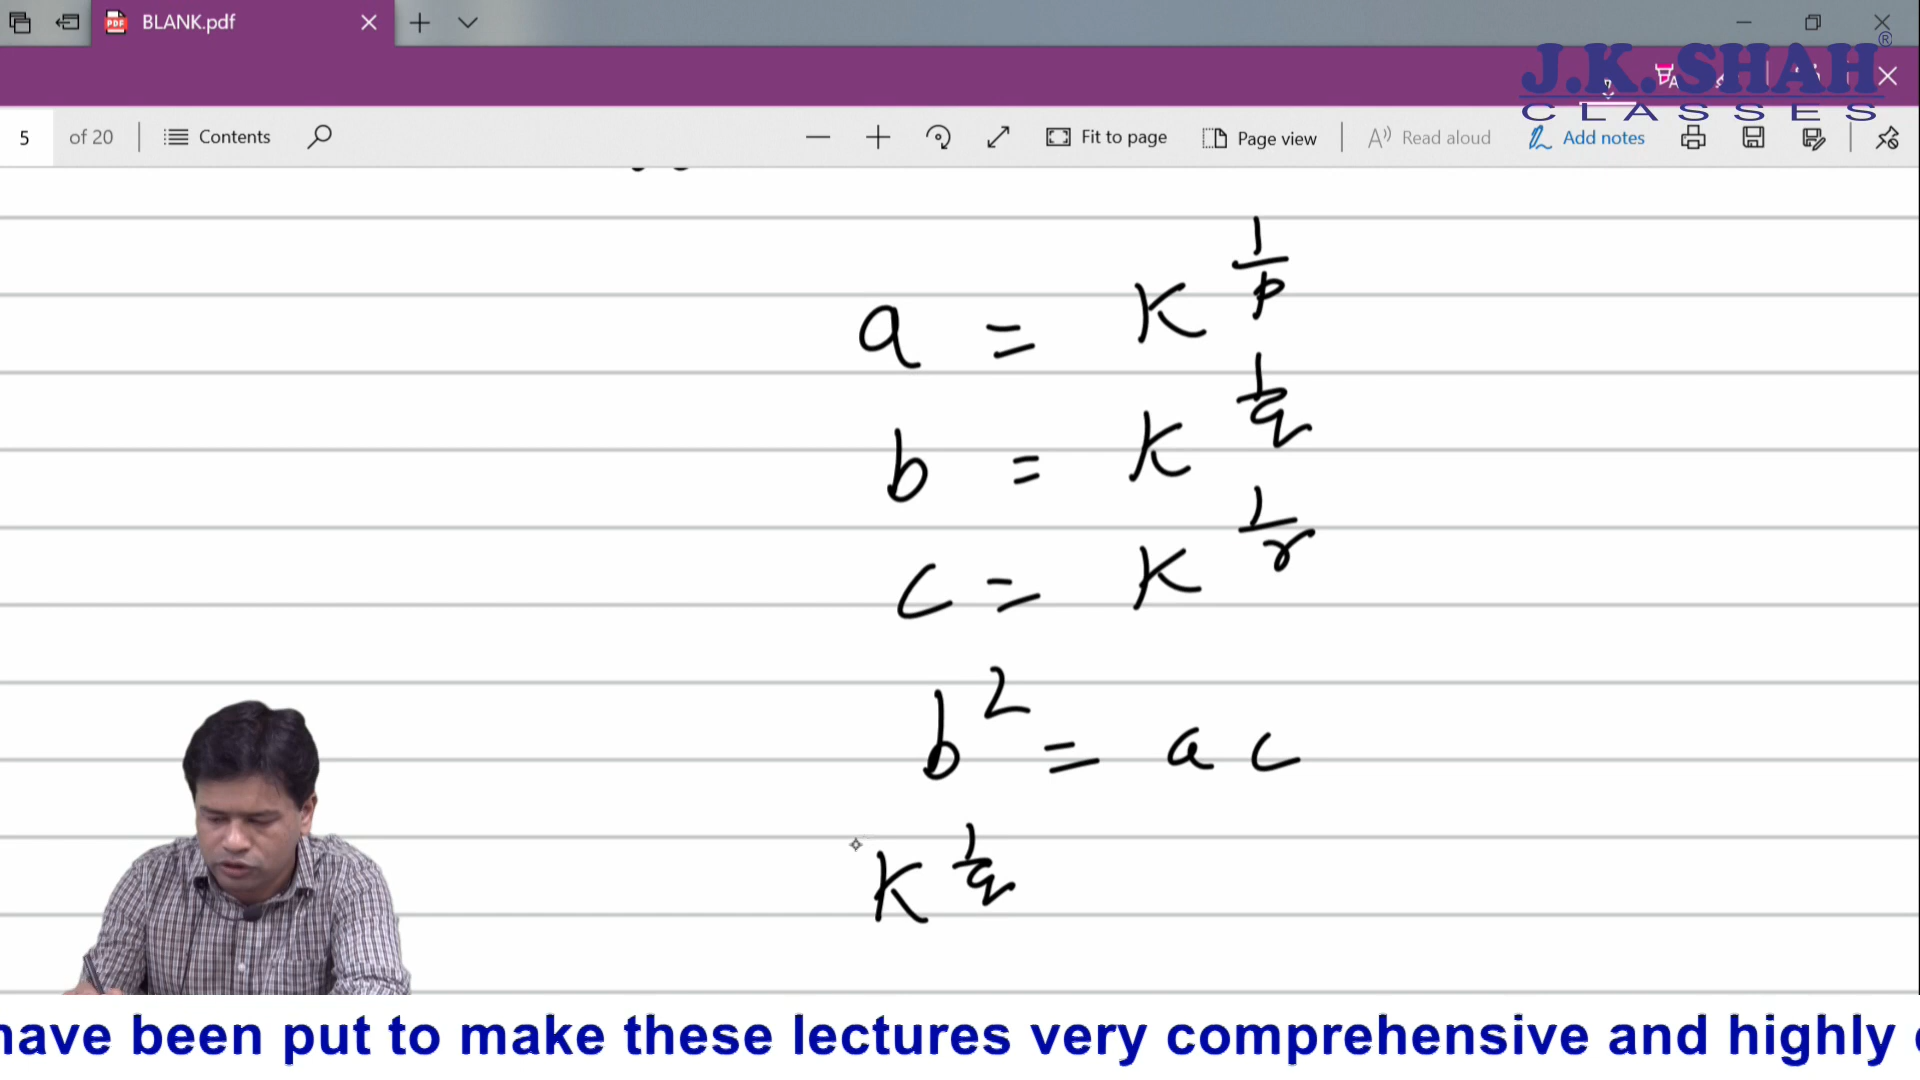 BLANK.pdf
J.K.SHAH®
CLASSES
5 of 20 Contents Fit to page Page view Read aloud Add notes
a = K^{1/p}
b = K^{1/q}
c = K^{1/r}
b^2 = a c
K^{1/q}
have been put to make these lectures very comprehensive and highly